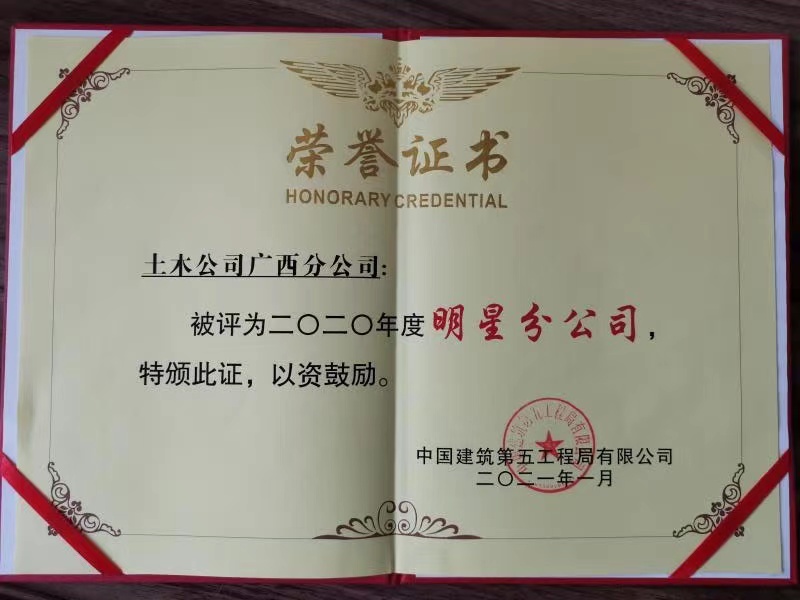 荣誉证书
HONORARY CREDENTIAL
土木公司广西分公司:
被评为二〇二〇年度明星分公司,
特颁此证，以资鼓励。
中国建筑第五工程局有限公司
二〇二一年一月